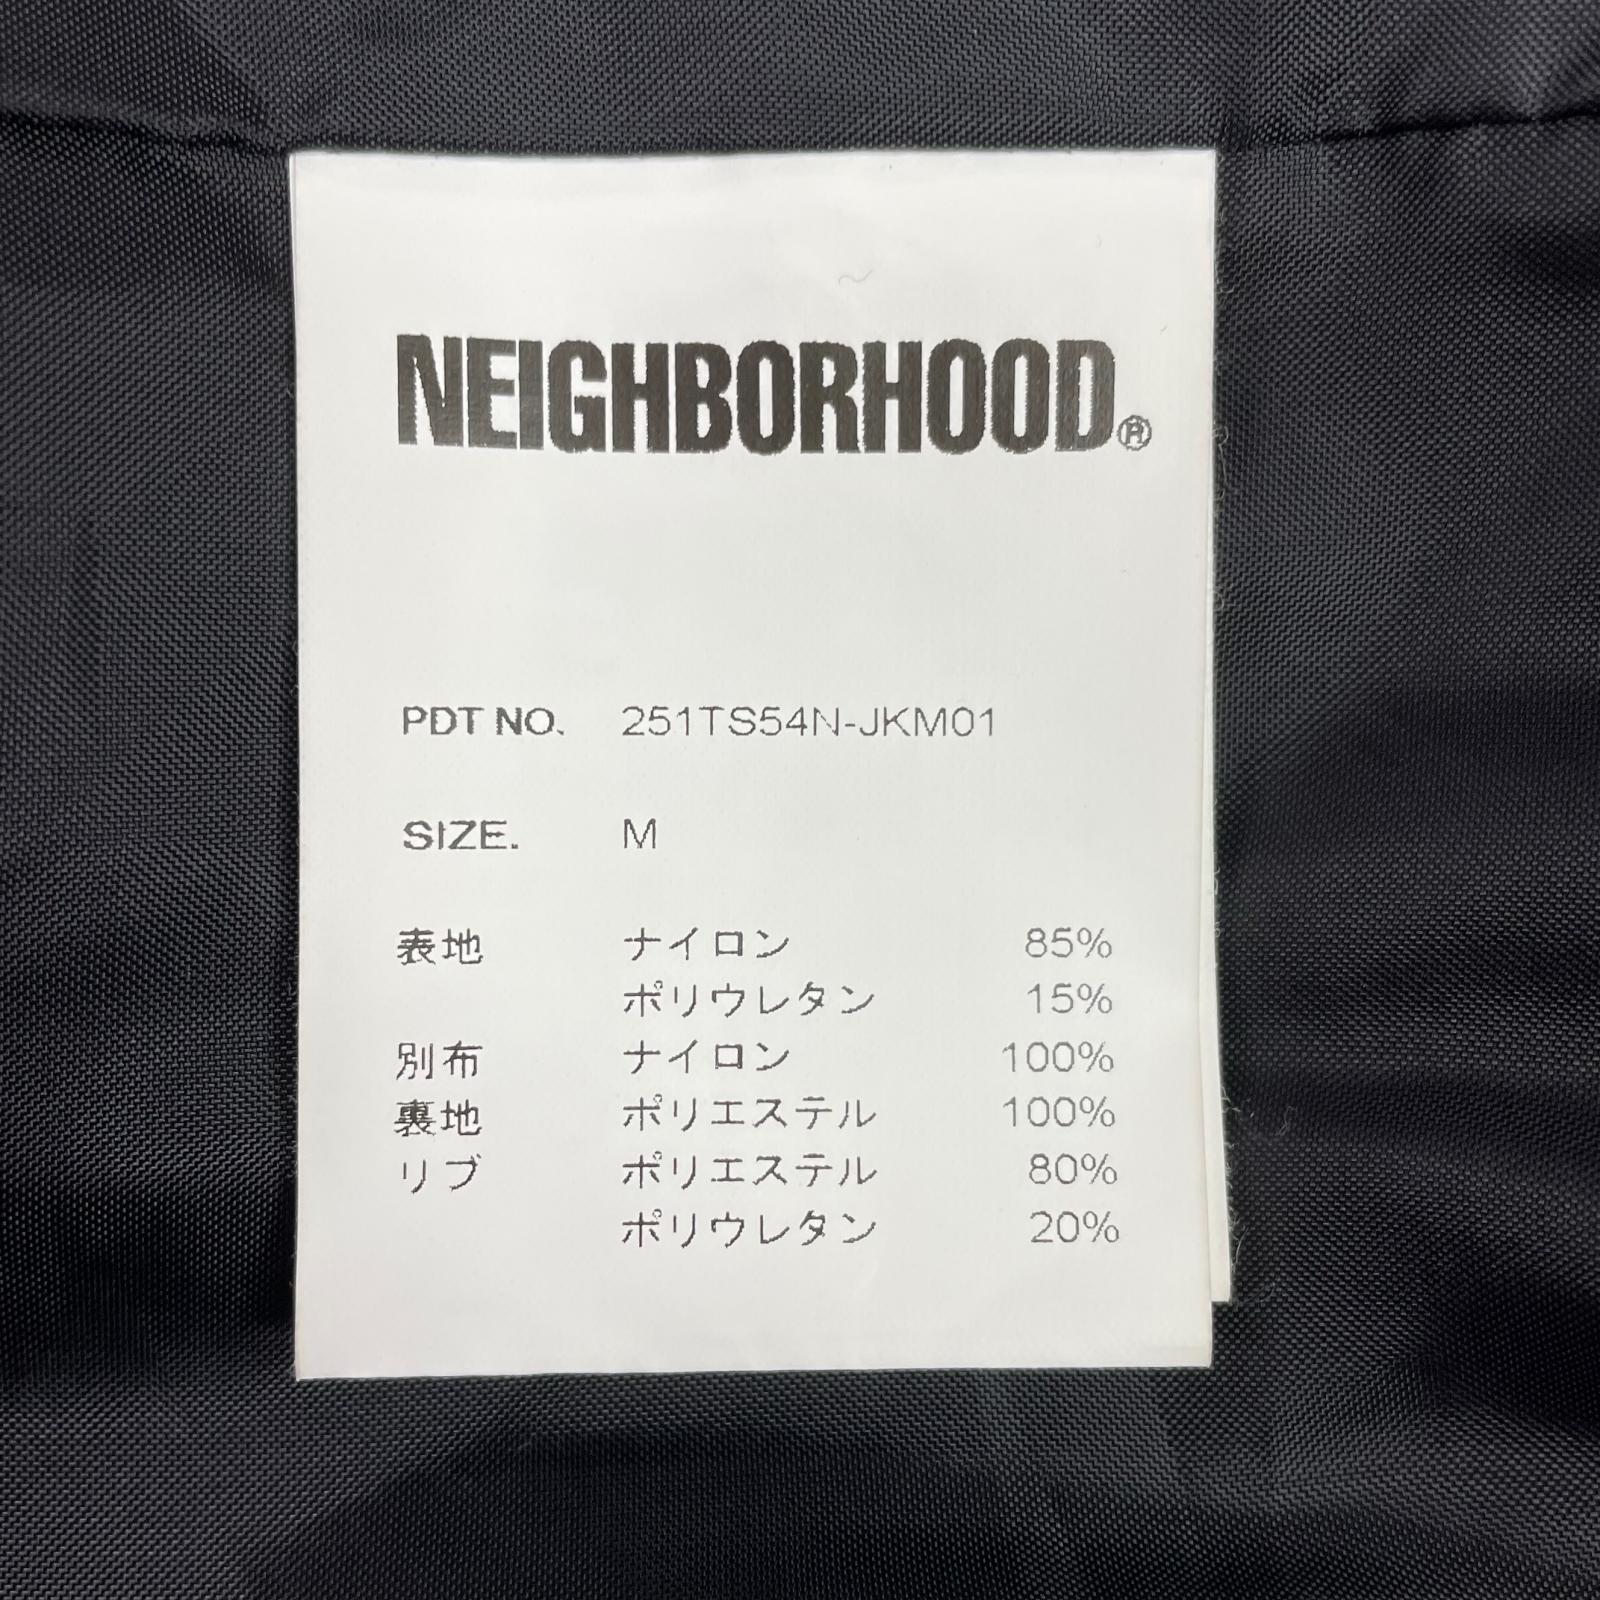 NEIGHBORHOOD®
PDT NO. 251TS54N-JKM01
SIZE. M
表地 ナイロン 85%
ポリウレタン 15%
別布 ナイロン 100%
裏地 ポリエステル 100%
リブ ポリエステル 80%
ポリウレタン 20%